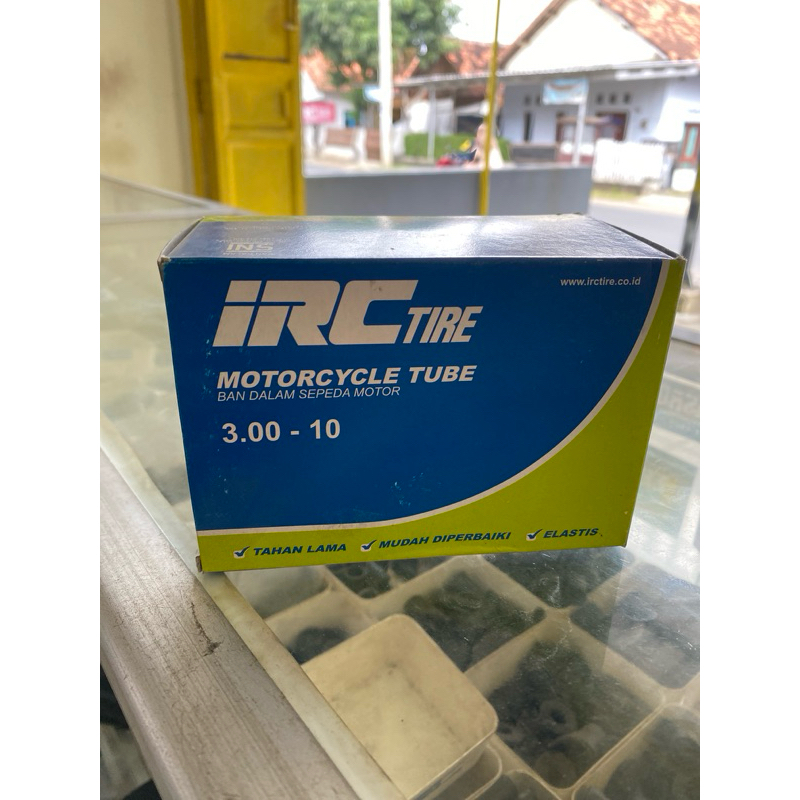 SNI
iRC TIRE
www.irctire.co.id
MOTORCYCLE TUBE
BAN DALAM SEPEDA MOTOR
3.00 - 10
TAHAN LAMA
MUDAH DIPERBAIKI
ELASTIS